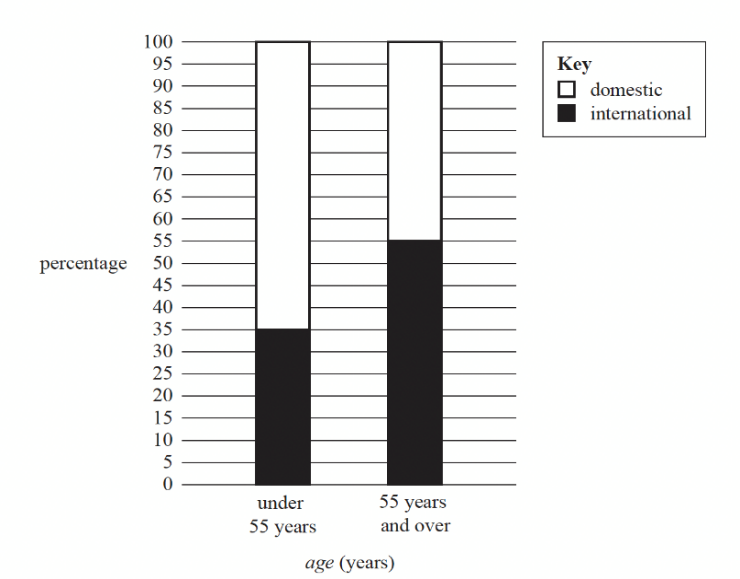 100
95
90
85
80
75
70
65
60
55
50
45
40
35
30
25
20
15
10
5
0
percentage
under
55 years
55 years
and over
age (years)
Key
domestic
international